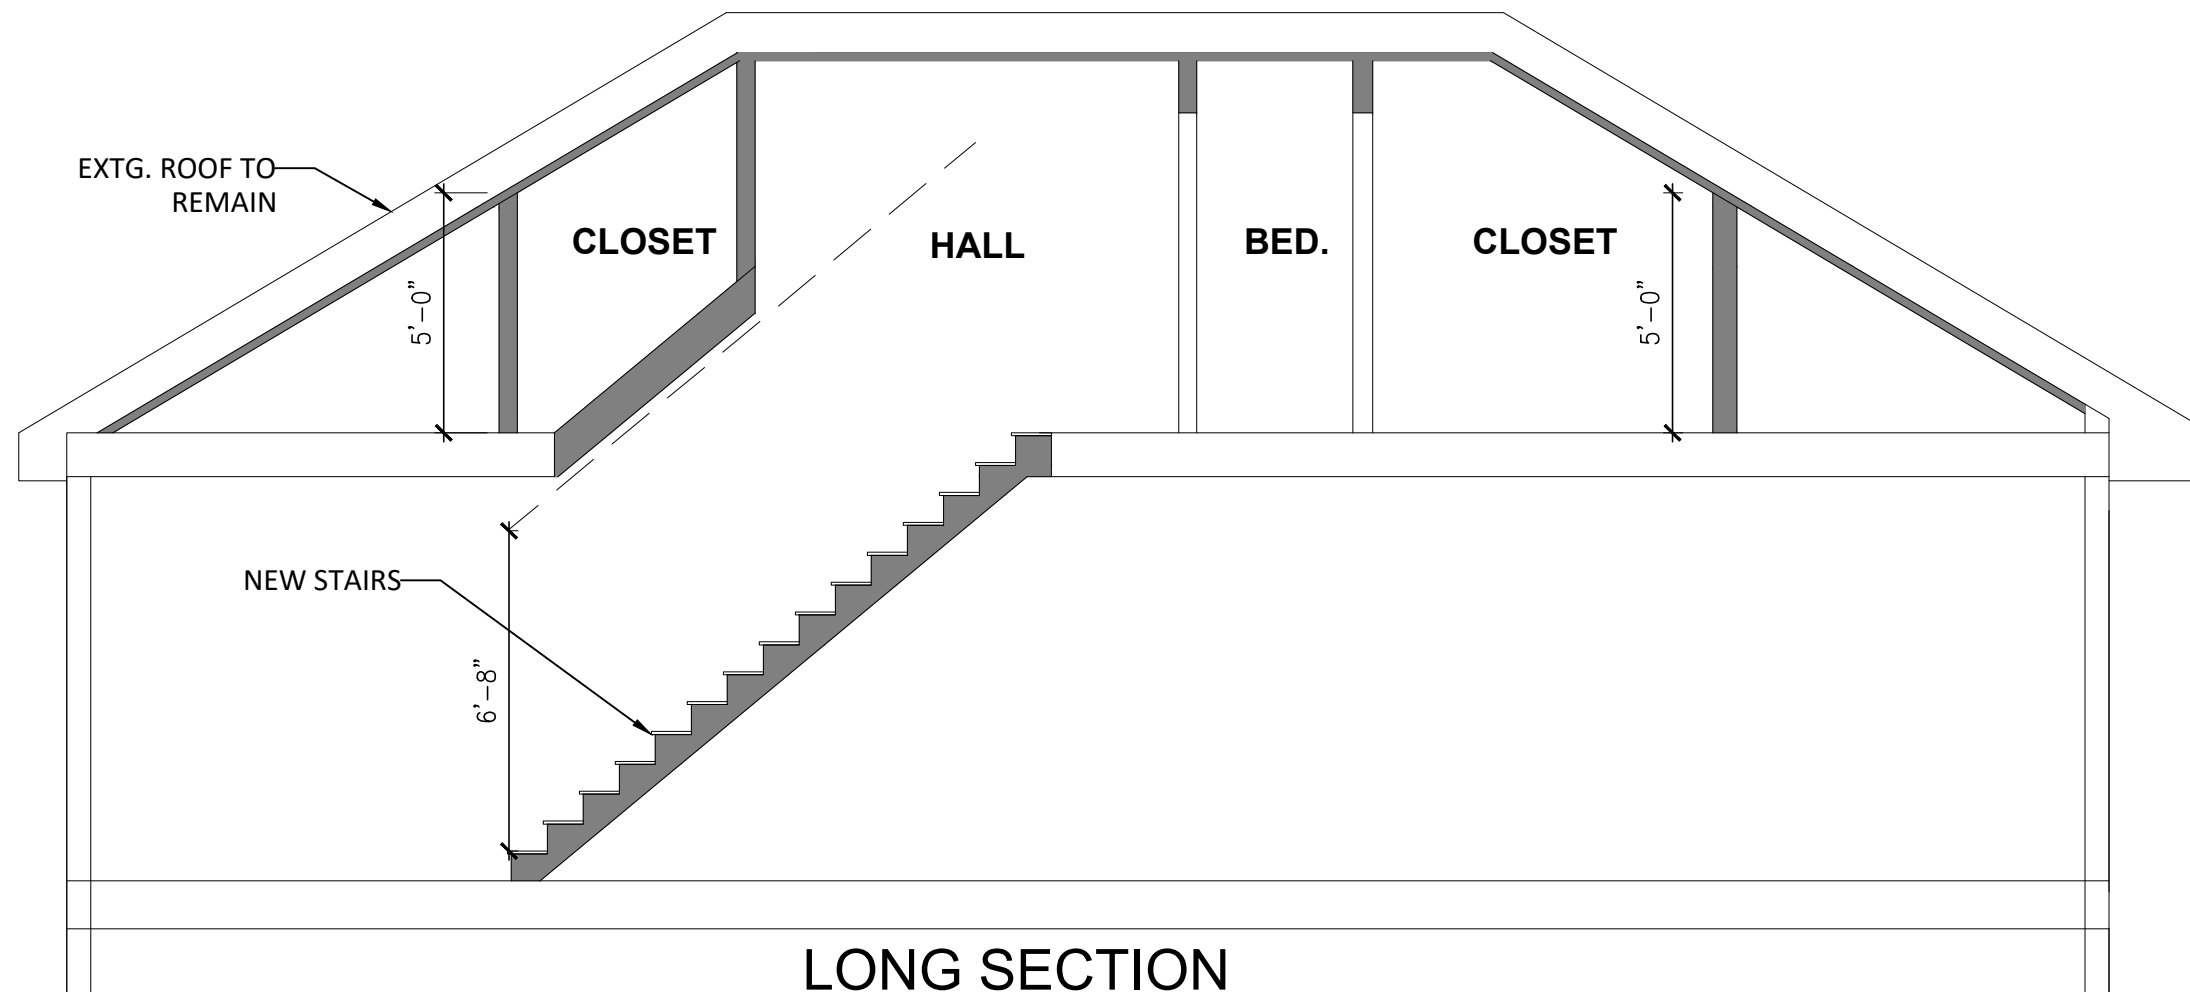 EXTG. ROOF TO
REMAIN
CLOSET
HALL
BED.
CLOSET
5'-0"
5'-0"
NEW STAIRS
6'-8"
LONG SECTION